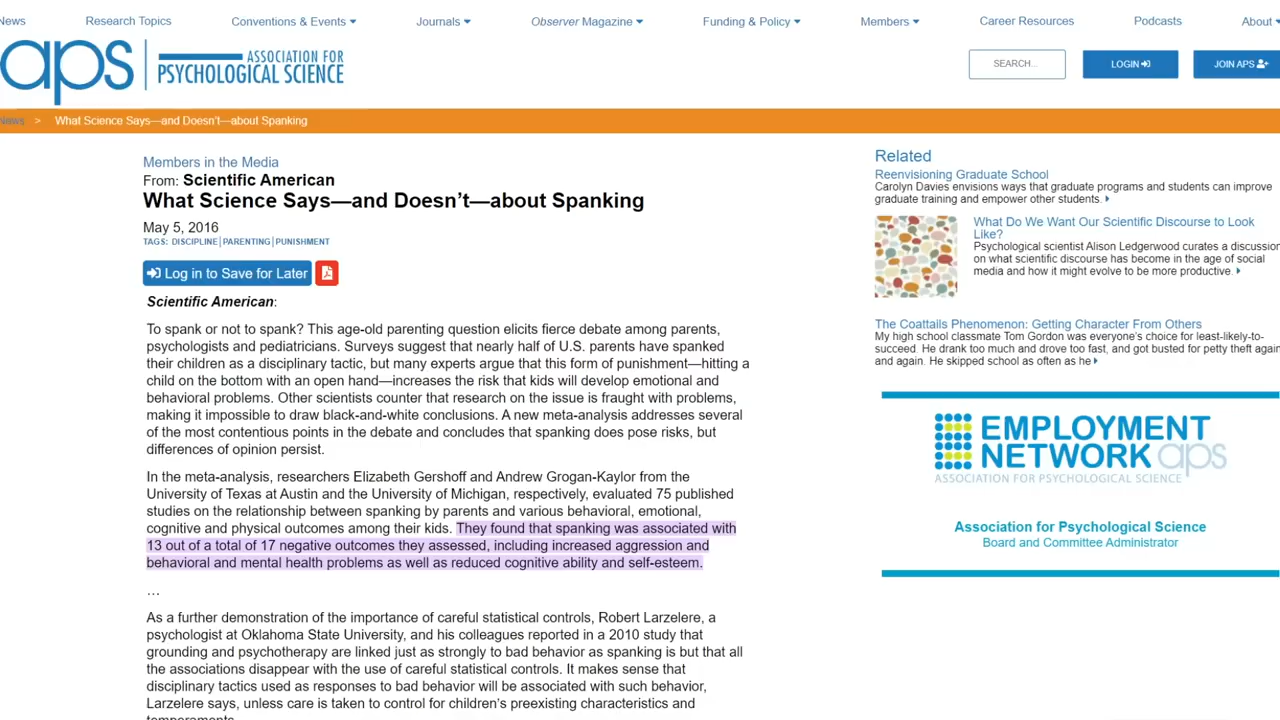 News
Research Topics
Conventions & Events
Journals
Observer Magazine
Funding & Policy
Members
Career Resources
Podcasts
About
aps
ASSOCIATION FOR
PSYCHOLOGICAL SCIENCE
SEARCH...
LOGIN
JOIN APS
News > What Science Says—and Doesn't—about Spanking
Members in the Media
From: Scientific American
What Science Says—and Doesn't—about Spanking
May 5, 2016
TAGS: DISCIPLINE | PARENTING | PUNISHMENT
Log in to Save for Later
Scientific American:
To spank or not to spank? This age-old parenting question elicits fierce debate among parents,
psychologists and pediatricians. Surveys suggest that nearly half of U.S. parents have spanked
their children as a disciplinary tactic, but many experts argue that this form of punishment—hitting a
child on the bottom with an open hand—increases the risk that kids will develop emotional and
behavioral problems. Other scientists counter that research on the issue is fraught with problems,
making it impossible to draw black-and-white conclusions. A new meta-analysis addresses several
of the most contentious points in the debate and concludes that spanking does pose risks, but
differences of opinion persist.
In the meta-analysis, researchers Elizabeth Gershoff and Andrew Grogan-Kaylor from the
University of Texas at Austin and the University of Michigan, respectively, evaluated 75 published
studies on the relationship between spanking by parents and various behavioral, emotional,
cognitive and physical outcomes among their kids. They found that spanking was associated with
13 out of a total of 17 negative outcomes they assessed, including increased aggression and
behavioral and mental health problems as well as reduced cognitive ability and self-esteem.
…
As a further demonstration of the importance of careful statistical controls, Robert Larzelere, a
psychologist at Oklahoma State University, and his colleagues reported in a 2010 study that
grounding and psychotherapy are linked just as strongly to bad behavior as spanking is but that all
the associations disappear with the use of careful statistical controls. It makes sense that
disciplinary tactics used as responses to bad behavior will be associated with such behavior,
Larzelere says, unless care is taken to control for children's preexisting characteristics and
temperaments.
Related
Reenvisioning Graduate School
Carolyn Davies envisions ways that graduate programs and students can improve
graduate training and empower other students.
What Do We Want Our Scientific Discourse to Look
Like?
Psychological scientist Alison Ledgerwood curates a discussion
on what scientific discourse has become in the age of social
media and how it might evolve to be more productive.
The Coattails Phenomenon: Getting Character From Others
My high school classmate Tom Gordon was everyone's choice for least-likely-to-
succeed. He drank too much and drove too fast, and got busted for petty theft again
and again. He skipped school as often as he
EMPLOYMENT
NETWORK aps
ASSOCIATION FOR PSYCHOLOGICAL SCIENCE
Association for Psychological Science
Board and Committee Administrator